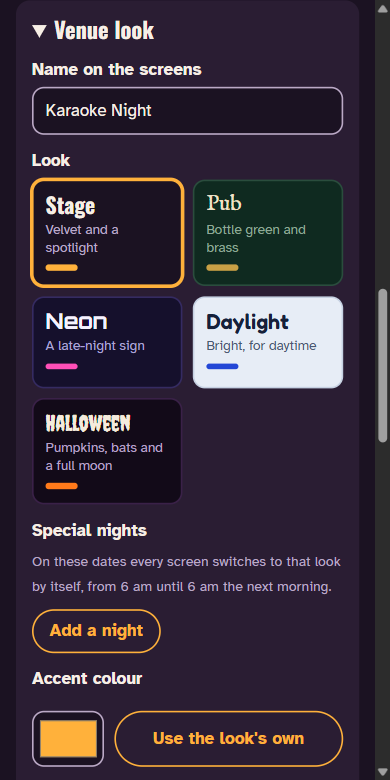 ▼ Venue look
Name on the screens
Karaoke Night
Look
Stage
Velvet and a
spotlight
Pub
Bottle green and
brass
Neon
A late-night sign
Daylight
Bright, for daytime
HALLOWEEN
Pumpkins, bats and
a full moon
Special nights
On these dates every screen switches to that look
by itself, from 6 am until 6 am the next morning.
Add a night
Accent colour
Use the look's own